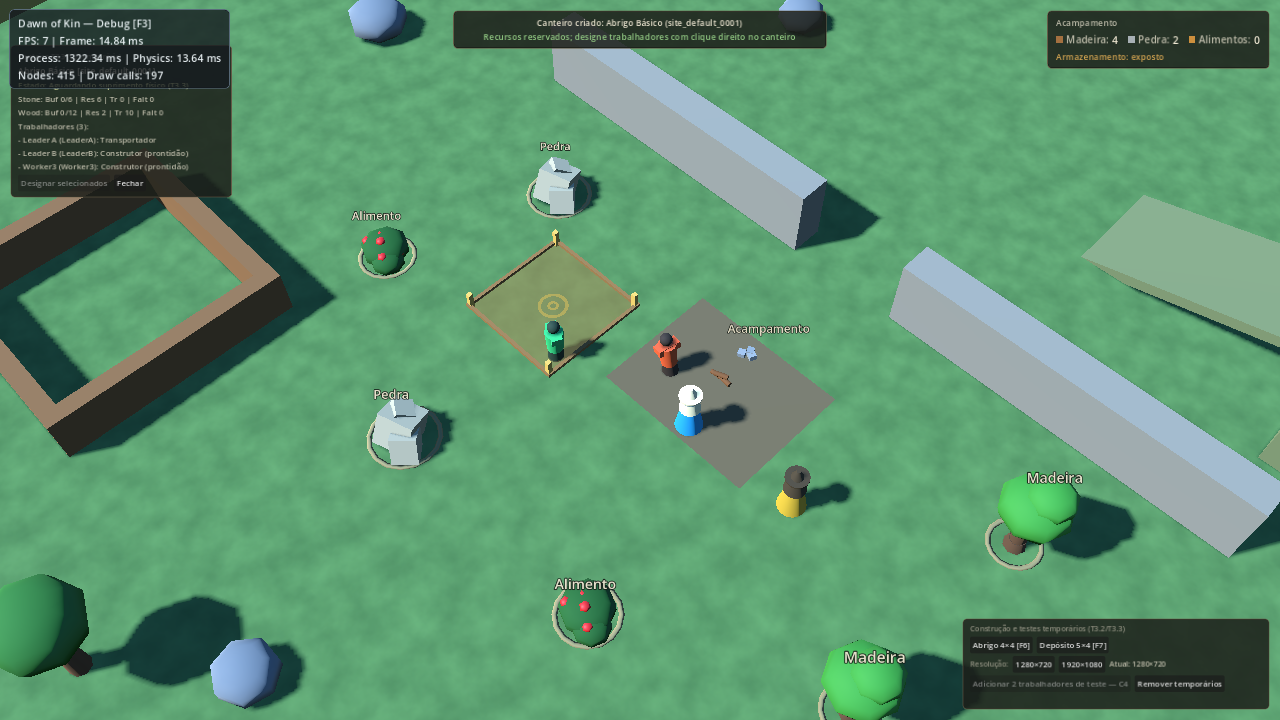 Dawn of Kin — Debug [F3]
FPS: 7 | Frame: 14.84 ms
Process: 1322.34 ms | Physics: 13.64 ms
Nodes: 415 | Draw calls: 197
Stone: Buf 0/6 | Res 6 | Tr 0 | Falt 0
Wood: Buf 0/12 | Res 2 | Tr 10 | Falt 0
Trabalhadores (3):
- Leader A (LeaderA): Transportador
- Leader B (LeaderB): Construtor (prontidão)
- Worker3 (Worker3): Construtor (prontidão)
Designar selecionados Fechar
Canteiro criado: Abrigo Básico (site_default_0001)
Recursos reservados; designe trabalhadores com clique direito no canteiro
Acampamento
Madeira: 4 Pedra: 2 Alimentos: 0
Armazenamento: exposto
Pedra
Alimento
Acampamento
Pedra
Madeira
Alimento
Madeira
Construção e testes temporários (T3.2/T3.3)
Abrigo 4×4 [F6] Depósito 5×4 [F7]
Resolução: 1280×720 1920×1080 Atual: 1280×720
Adicionar 2 trabalhadores de teste — C4 Remover temporários